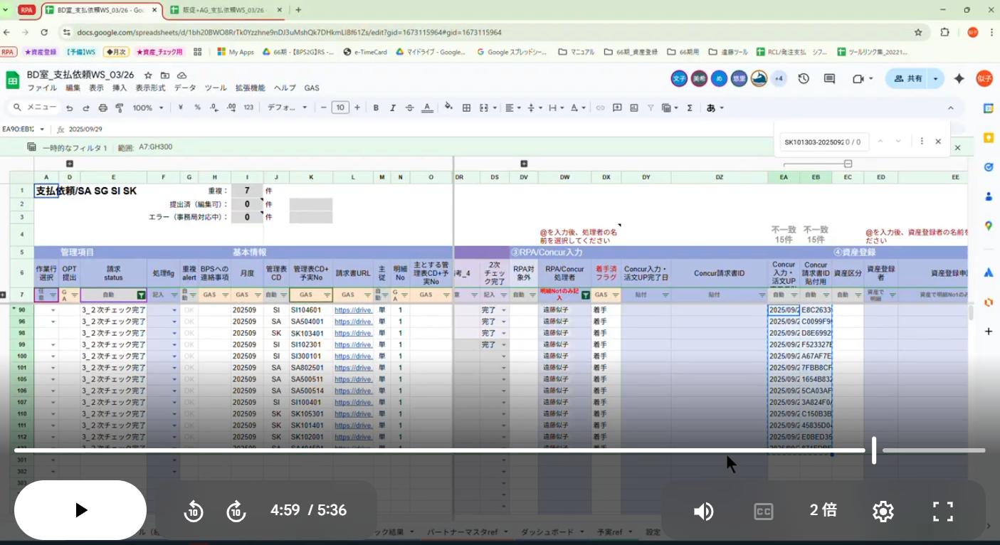 RPA
BD室_支払依頼WS_03/26 - Goo
販促+AG_支払依頼WS_03/26 -
docs.google.com/spreadsheets/d/1bh20BWO8RrTk0Yzzhne9nDJ3uMshQk7DHkmLIBf61Zs/edit?gid=1673115964#gid=1673115964
RPA ★資産登録 【予備】WS ◆月次 ★資産_チェック用 My Apps 66期 -【BPS2G】RS -... e-TimeCard マイドライブ - Google... Google スプレッドシー... マニュアル 66期_資産登録 66期用 遠藤ツール RCL/発注支払 シフ... ツールリンク集_20221...
BD室_支払依頼WS_03/26
文子 美希 め 悠里 +4 共有 似子
ファイル 編集 表示 挿入 表示形式 データ ツール 拡張機能 ヘルプ GAS
メニュー 100% ¥ % .0 .00 123 デフォ... 10 B I A あ
fx 2025/09/29
SK101303-2025092 0 / 0
一時的なフィルタ 1 範囲: A7:GH300
A D E F G H I J K L M N O DR DS DV DW DX DY DZ EA EB EC ED EE
1 支払依頼/SA SG SI SK 重複： 7 件
2 提出済（編集可）： 0 件
3 エラー（事務局対応中）： 0 件
4 @を入力後、処理者の名前を選択してください 不一致 15件 不一致 15件 @を入力後、資産登録者の名前を
ださい
5 管理項目 基本情報 ③RPA/Concur入力 ④資産登録
6 作業行選択 OPT提出 請求status 処理flg 重複alert BPSへの連絡事項 月度 管理表CD 管理表CD+予実No 請求書URL 主従 明細No 主とする管理表CD+予実No 考_4 2次チェック完了 RPA対象外 RPA/Concur処理者 着手済フラグ Concur入力・活文UP完了日 Concur請求書ID Concur入力・活文UP Concur請求書ID貼付用 資産区分 資産登録者 資産登録申
7 任意 GA 自動 記入 自動 GAS GAS 自動 GAS GAS 自動 GA GAS 意 記入 自動 明細No1のみ記入 GAS 貼付 貼付 自動 自動 自動 資産で明細 資産で明細No1のみ
90 3_２次チェック完了 OK 202509 SI SI104601 https://drive. 単 1 完了 遠藤似子 着手 2025/09/2 E8C2633
96 3_２次チェック完了 OK 202509 SA SA504001 https://drive. 単 1 完了 遠藤似子 着手 2025/09/2 C0099F9
98 3_２次チェック完了 OK 202509 SK SK103401 https://drive. 単 1 完了 遠藤似子 着手 2025/09/2 D8E6992
99 3_２次チェック完了 OK 202509 SI SI102301 https://drive. 単 1 完了 遠藤似子 着手 2025/09/2 F523327
100 3_２次チェック完了 OK 202509 SI SI300101 https://drive. 単 1 遠藤似子 着手 2025/09/2 A67AF7E
101 3_２次チェック完了 OK 202509 SA SA802501 https://drive. 単 1 遠藤似子 着手 2025/09/2 7FBB8CF
105 3_２次チェック完了 OK 202509 SA SA500511 https://drive. 単 1 遠藤似子 着手 2025/09/2 1654B832
106 3_２次チェック完了 OK 202509 SA SA500514 https://drive. 単 1 遠藤似子 着手 2025/09/2 5CA03AF
107 3_２次チェック完了 OK 202509 SI SI100401 https://drive. 単 1 遠藤似子 着手 2025/09/2 3A824F0
110 3_２次チェック完了 OK 202509 SK SK105301 https://drive. 単 1 遠藤似子 着手 2025/09/2 C150B3B
111 3_２次チェック完了 OK 202509 SK SK101401 https://drive. 単 1 遠藤似子 着手 2025/09/2 45835D0
112 3_２次チェック完了 OK 202509 SK SK102001 https://drive. 単 1 遠藤似子 着手 2025/09/2 E0BED35
301
302
303
4:59 / 5:36 CC 2 倍
ック結果 パートナーマスタref ダッシュボード 予実ref 設定